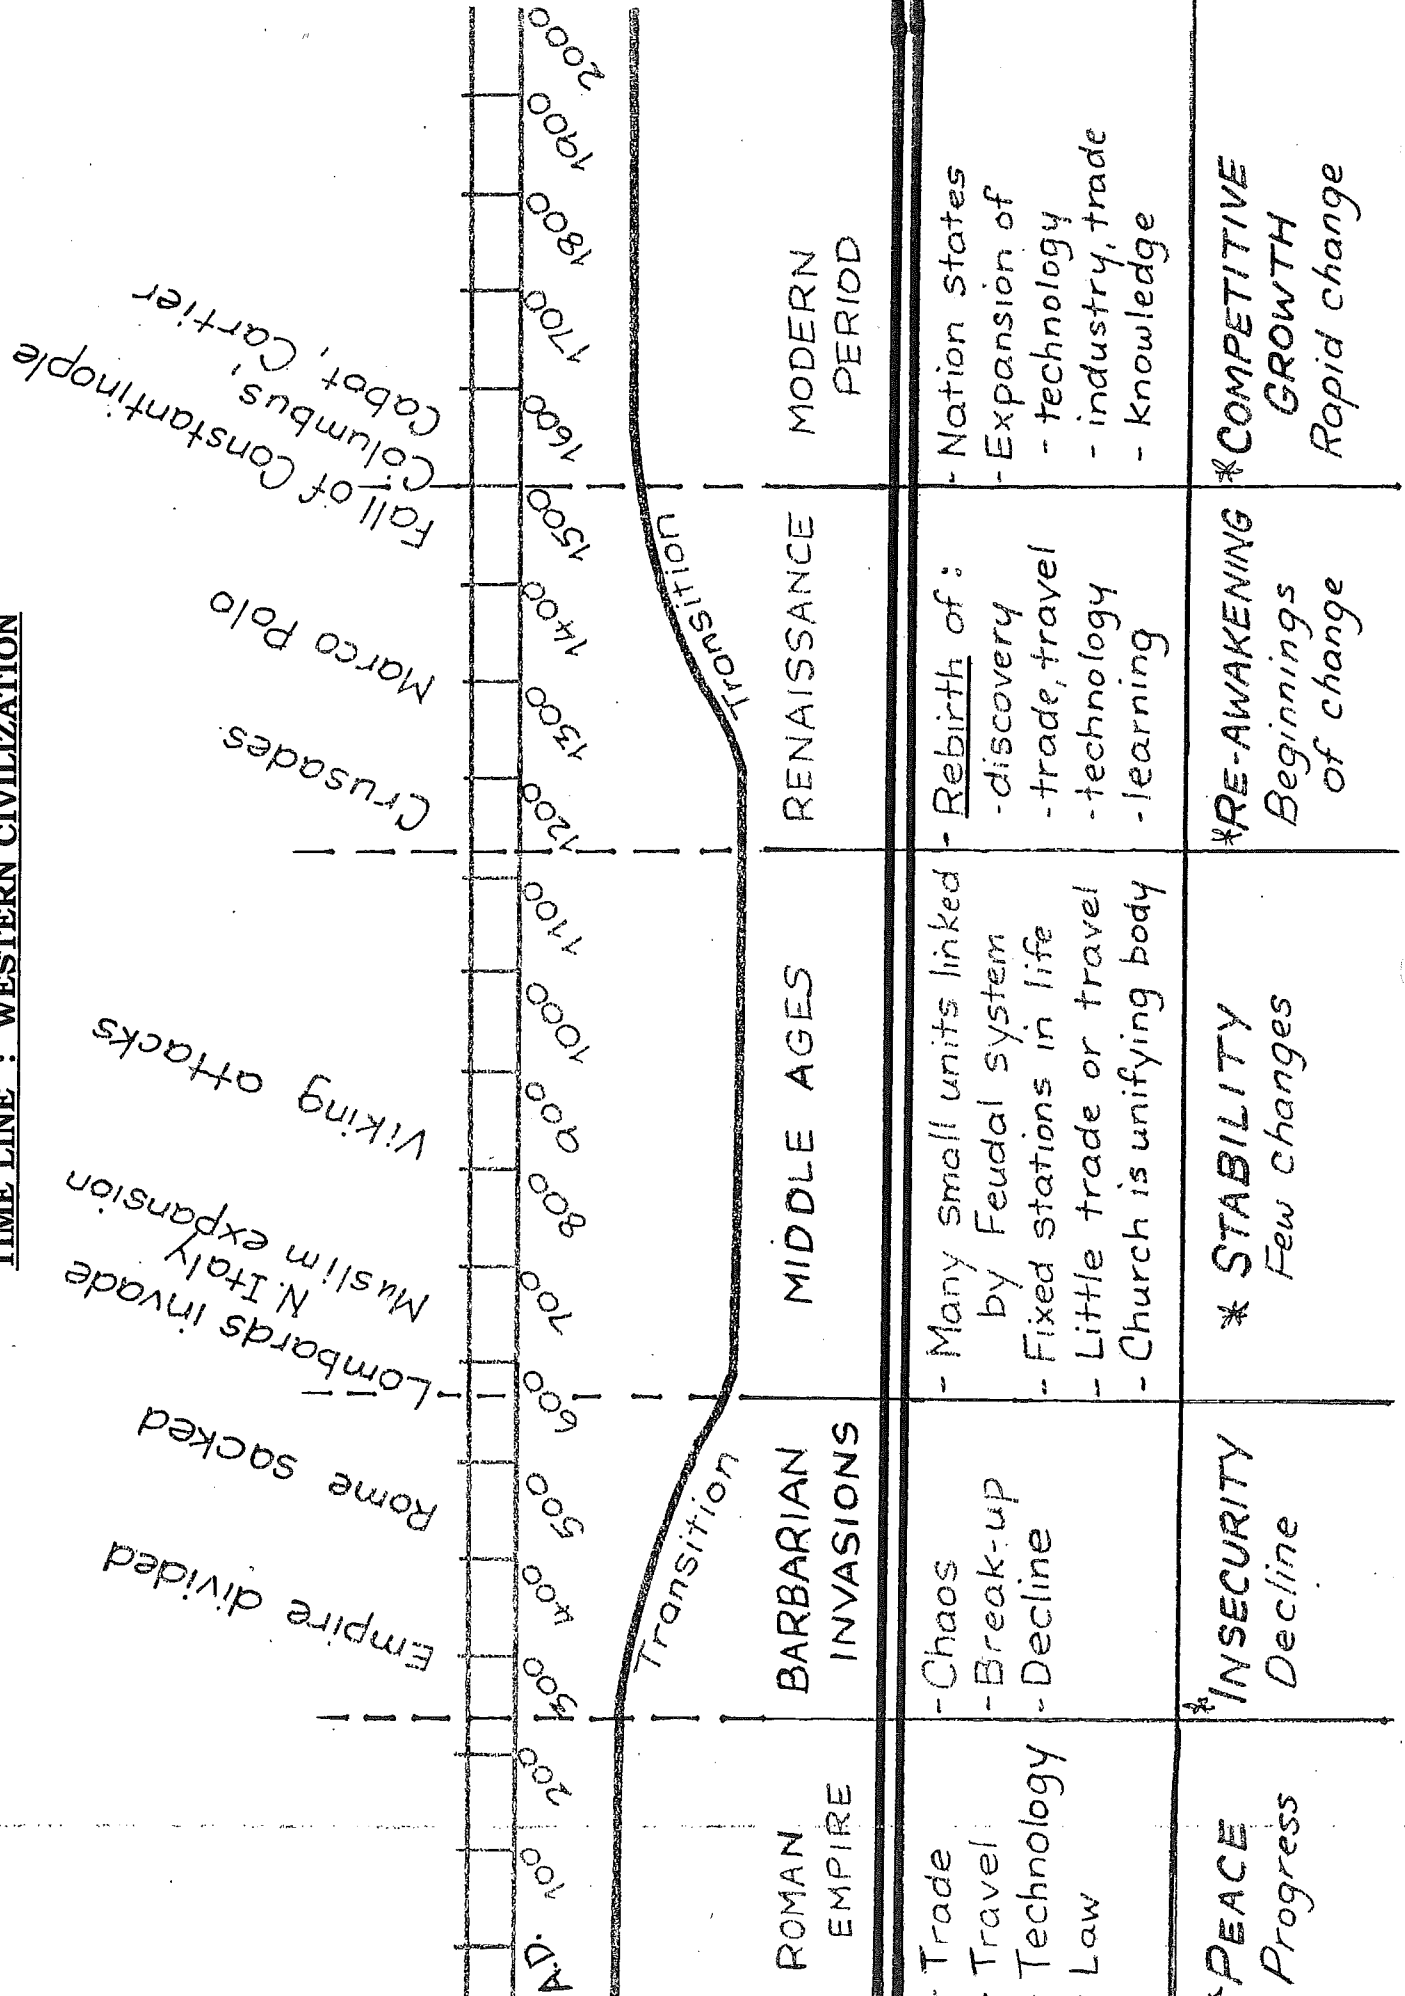 TIME LINE : WESTERN CIVILIZATION
Empire divided
Rome sacked
Lombards invade
N. Italy
Muslim expansion
Viking attacks
Crusades
Marco Polo
Fall of Constantinople
Columbus,
Cabot, Cartier
A.D. 100 200 300 400 500 600 700 800 900 1000 1100 1200 1300 1400 1500 1600 1700 1800 1900 2000
Transition
Transition
ROMAN
EMPIRE
BARBARIAN
INVASIONS
MIDDLE AGES
RENAISSANCE
MODERN
PERIOD
Trade
Travel
Technology
Law
- Chaos
- Break-up
- Decline
- Many small units linked
by Feudal system
- Fixed stations in life
- Little trade or travel
- Church is unifying body
- Rebirth of :
- discovery
- trade, travel
- technology
- learning
- Nation states
- Expansion of
- technology
- industry, trade
- knowledge
*PEACE
Progress
*INSECURITY
Decline
* STABILITY
Few changes
*RE-AWAKENING
Beginnings
of change
*COMPETITIVE
GROWTH
Rapid change